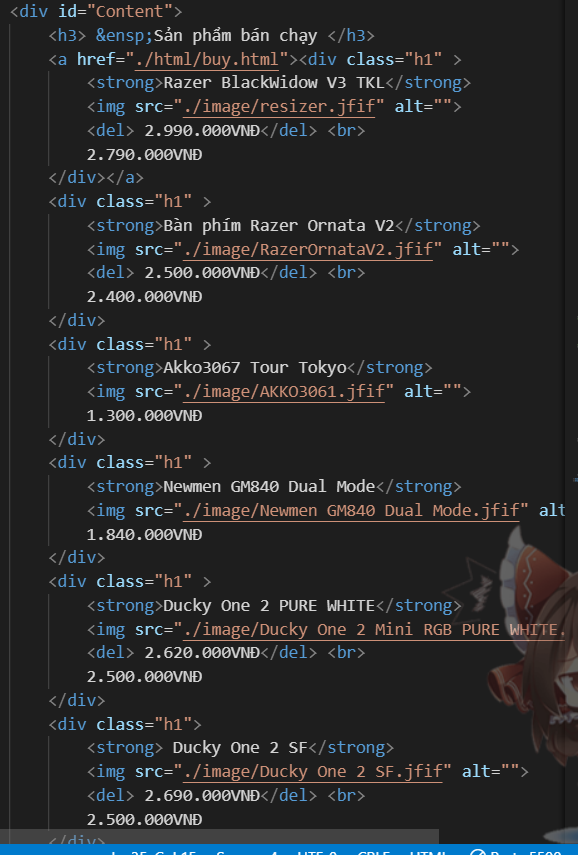 <div id="Content">
<h3> &ensp;Sản phẩm bán chạy </h3>
<a href="./html/buy.html"><div class="h1" >
<strong>Razer BlackWidow V3 TKL</strong>
<img src="./image/resizer.jfif" alt="">
<del> 2.990.000VNĐ</del> <br>
2.790.000VNĐ
</div></a>
<div class="h1" >
<strong>Bàn phím Razer Ornata V2</strong>
<img src="./image/RazerOrnataV2.jfif" alt="">
<del> 2.500.000VNĐ</del> <br>
2.400.000VNĐ
</div>
<div class="h1" >
<strong>Akko3067 Tour Tokyo</strong>
<img src="./image/AKKO3061.jfif" alt="">
1.300.000VNĐ
</div>
<div class="h1" >
<strong>Newmen GM840 Dual Mode</strong>
<img src="./image/Newmen GM840 Dual Mode.jfif" alt
1.840.000VNĐ
</div>
<div class="h1" >
<strong>Ducky One 2 PURE WHITE</strong>
<img src="./image/Ducky One 2 Mini RGB PURE WHITE.
<del> 2.620.000VNĐ</del> <br>
2.500.000VNĐ
</div>
<div class="h1">
<strong> Ducky One 2 SF</strong>
<img src="./image/Ducky One 2 SF.jfif" alt="">
<del> 2.690.000VNĐ</del> <br>
2.500.000VNĐ
</div>